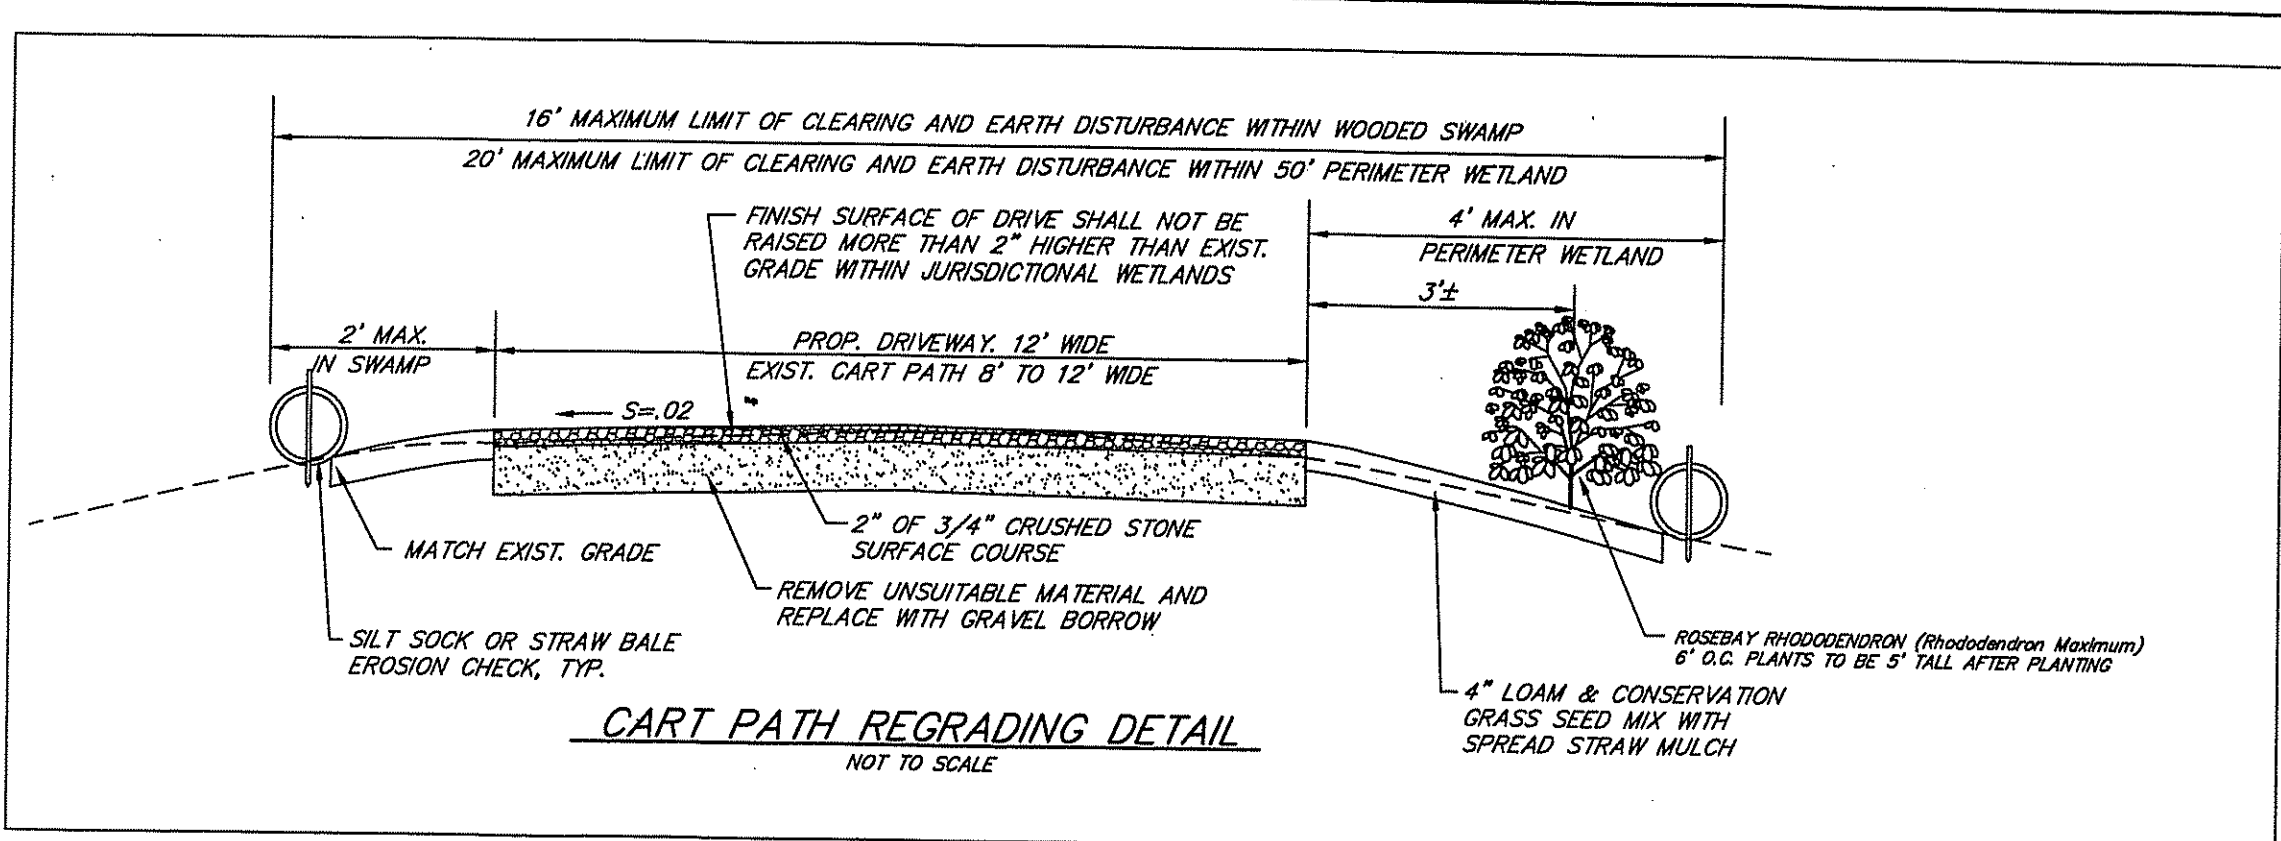 16' MAXIMUM LIMIT OF CLEARING AND EARTH DISTURBANCE WITHIN WOODED SWAMP
20' MAXIMUM LIMIT OF CLEARING AND EARTH DISTURBANCE WITHIN 50' PERIMETER WETLAND
FINISH SURFACE OF DRIVE SHALL NOT BE
RAISED MORE THAN 2" HIGHER THAN EXIST.
GRADE WITHIN JURISDICTIONAL WETLANDS
4' MAX. IN
PERIMETER WETLAND
3'±
2' MAX.
IN SWAMP
PROP. DRIVEWAY. 12' WIDE
EXIST. CART PATH 8' TO 12' WIDE
S=.02
MATCH EXIST. GRADE
2" OF 3/4" CRUSHED STONE
SURFACE COURSE
REMOVE UNSUITABLE MATERIAL AND
REPLACE WITH GRAVEL BORROW
SILT SOCK OR STRAW BALE
EROSION CHECK, TYP.
ROSEBAY RHODODENDRON (Rhododendron Maximum)
6' O.C. PLANTS TO BE 5' TALL AFTER PLANTING
4" LOAM & CONSERVATION
GRASS SEED MIX WITH
SPREAD STRAW MULCH
CART PATH REGRADING DETAIL
NOT TO SCALE